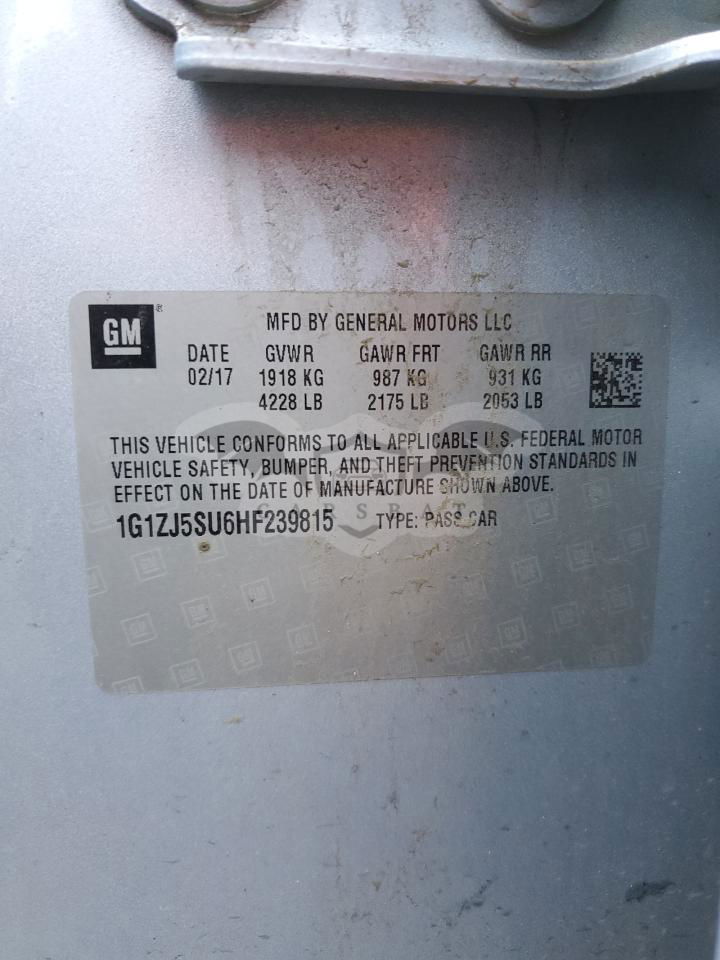 GM ®
MFD BY GENERAL MOTORS LLC
DATE GVWR GAWR FRT GAWR RR
02/17 1918 KG 987 KG 931 KG
4228 LB 2175 LB 2053 LB
THIS VEHICLE CONFORMS TO ALL APPLICABLE U.S. FEDERAL MOTOR
VEHICLE SAFETY, BUMPER, AND THEFT PREVENTION STANDARDS IN
EFFECT ON THE DATE OF MANUFACTURE SHOWN ABOVE.
CARSBAT
1G1ZJ5SU6HF239815 TYPE: PASS CAR